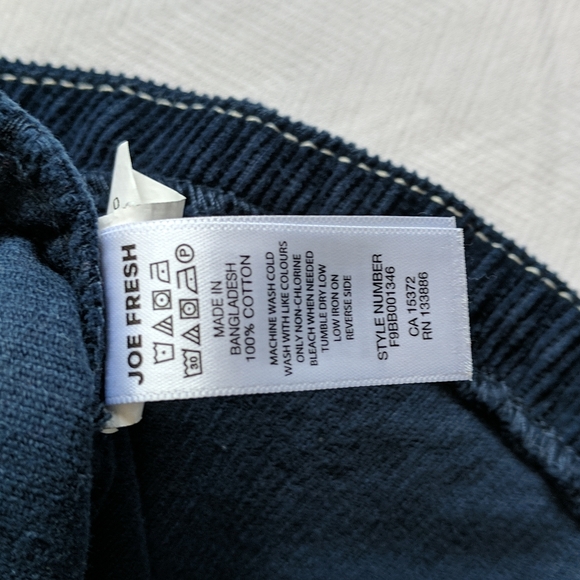 JOE FRESH
30
P
MADE IN
BANGLADESH
100% COTTON
MACHINE WASH COLD
WASH WITH LIKE COLOURS
ONLY NON-CHLORINE
BLEACH WHEN NEEDED
TUMBLE DRY LOW
LOW IRON ON
REVERSE SIDE
STYLE NUMBER
F9BB001346
CA 15372
RN 133886